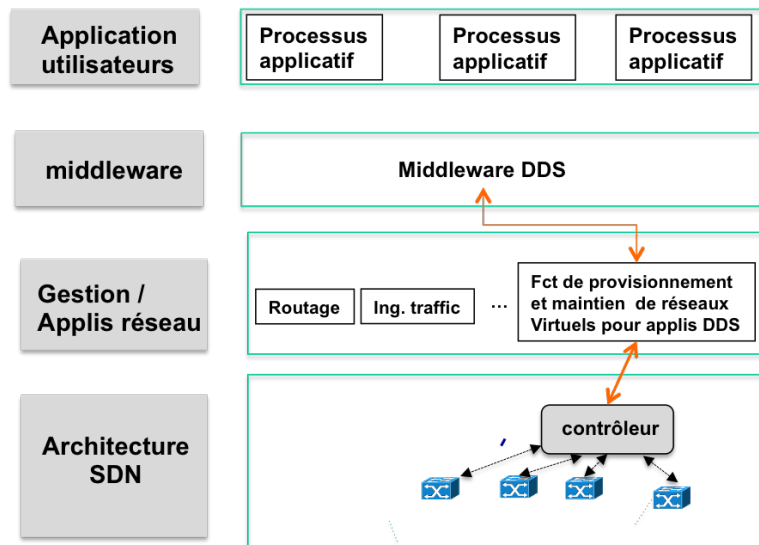 Application
utilisateurs
Processus
applicatif
Processus
applicatif
Processus
applicatif
middleware
Middleware DDS
Gestion /
Applis réseau
Routage
Ing. traffic
...
Fct de provisionnement
et maintien de réseaux
Virtuels pour applis DDS
Architecture
SDN
contrôleur